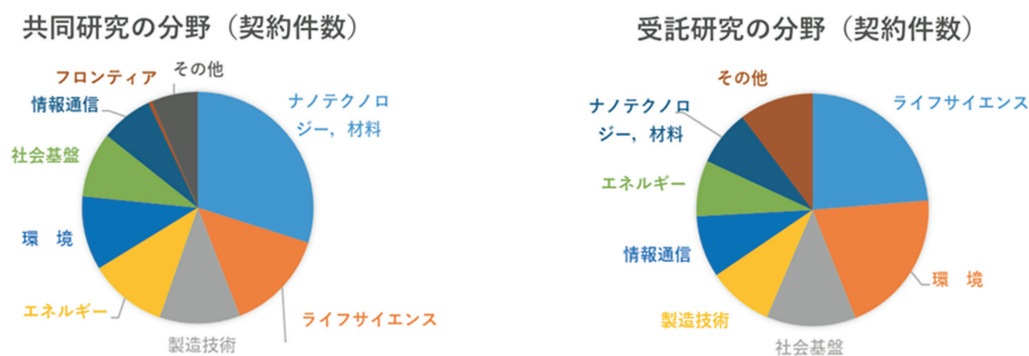 共同研究の分野（契約件数）
フロンティア
その他
情報通信
ナノテクノロ
ジー，材料
社会基盤
環　境
エネルギー
製造技術
ライフサイエンス
受託研究の分野（契約件数）
その他
ナノテクノロ
ジー，材料
ライフサイエンス
エネルギー
情報通信
環　境
製造技術
社会基盤